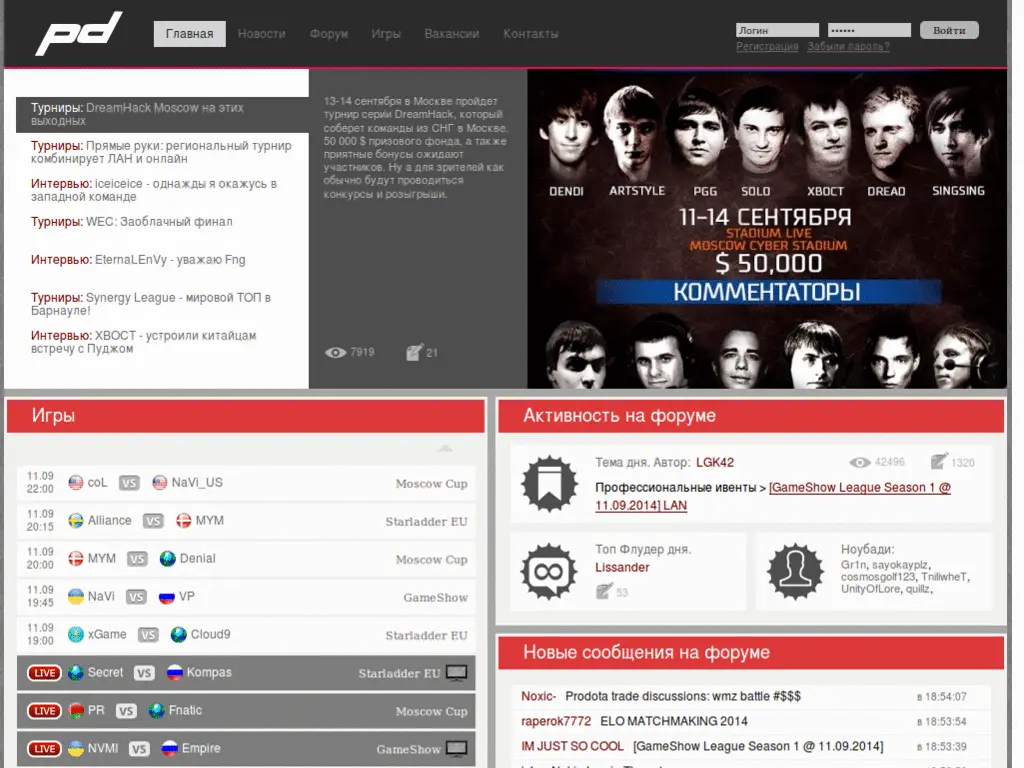 pd
Главная
Новости
Форум
Игры
Вакансии
Контакты
Логин
••••••
Войти
Регистрация
Забыли пароль?
Турниры: DreamHack Moscow на этих
выходных
Турниры: Прямые руки: региональный турнир
комбинирует ЛАН и онлайн
Интервью: iceiceice - однажды я окажусь в
западной команде
Турниры: WEC: Заоблачный финал
Интервью: EternaLEnVy - уважаю Fng
Турниры: Synergy League - мировой ТОП в
Барнауле!
Интервью: ХВОСТ - устроили китайцам
встречу с Пуджом
13-14 сентября в Москве пройдет
турнир серии DreamHack, который
соберет команды из СНГ в Москве.
50 000 $ призового фонда, а также
приятные бонусы ожидают
участников. Ну а для зрителей как
обычно будут проводиться
конкурсы и розыгрыши.
7919
21
DENDI
ARTSTYLE
PGG
SOLO
XBOCT
DREAD
SINGSING
11-14 СЕНТЯБРЯ
STADIUM LIVE
MOSCOW CYBER STADIUM
$ 50,000
КОММЕНТАТОРЫ
Игры
11.09
22:00
coL VS NaVi_US
Moscow Cup
11.09
20:15
Alliance VS MYM
Starladder EU
11.09
20:00
MYM VS Denial
Moscow Cup
11.09
19:45
NaVi VS VP
GameShow
11.09
19:00
xGame VS Cloud9
Starladder EU
LIVE Secret VS Kompas Starladder EU
LIVE PR VS Fnatic Moscow Cup
LIVE NVMI VS Empire GameShow
Активность на форуме
Тема дня. Автор: LGK42
42496
1320
Профессиональные ивенты > [GameShow League Season 1 @
11.09.2014] LAN
Топ Флудер дня.
Lissander
53
Ноубади:
Gr1n, sayokayplz,
cosmosgolf123, TniliwheT,
UnityOfLore, quillz,
Новые сообщения на форуме
Noxic- Prodota trade discussions: wmz battle #$$$ в 18:54:07
raperok7772 ELO MATCHMAKING 2014 в 18:53:54
IM JUST SO COOL [GameShow League Season 1 @ 11.09.2014] в 18:53:39